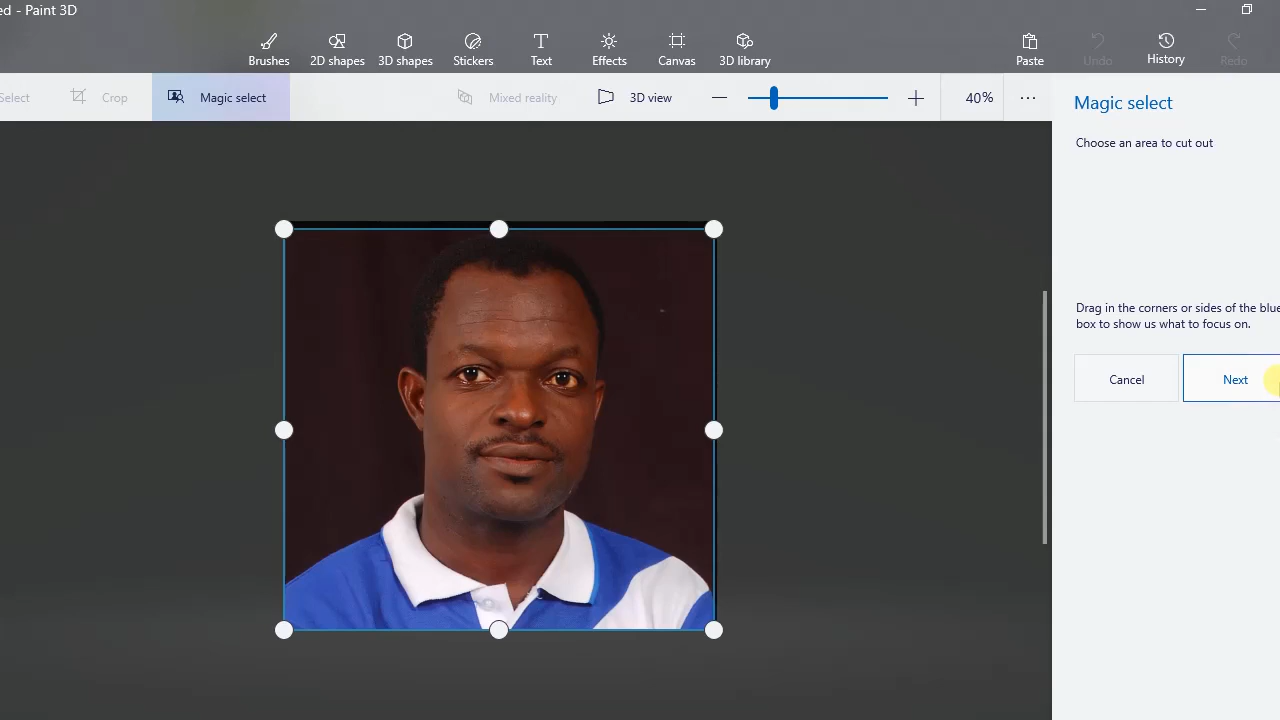 ed - Paint 3D
Brushes
2D shapes
3D shapes
Stickers
Text
Effects
Canvas
3D library
Paste
Undo
History
Redo
Select
Crop
Magic select
Mixed reality
3D view
40%
Magic select
Choose an area to cut out
Drag in the corners or sides of the blue
box to show us what to focus on.
Cancel
Next